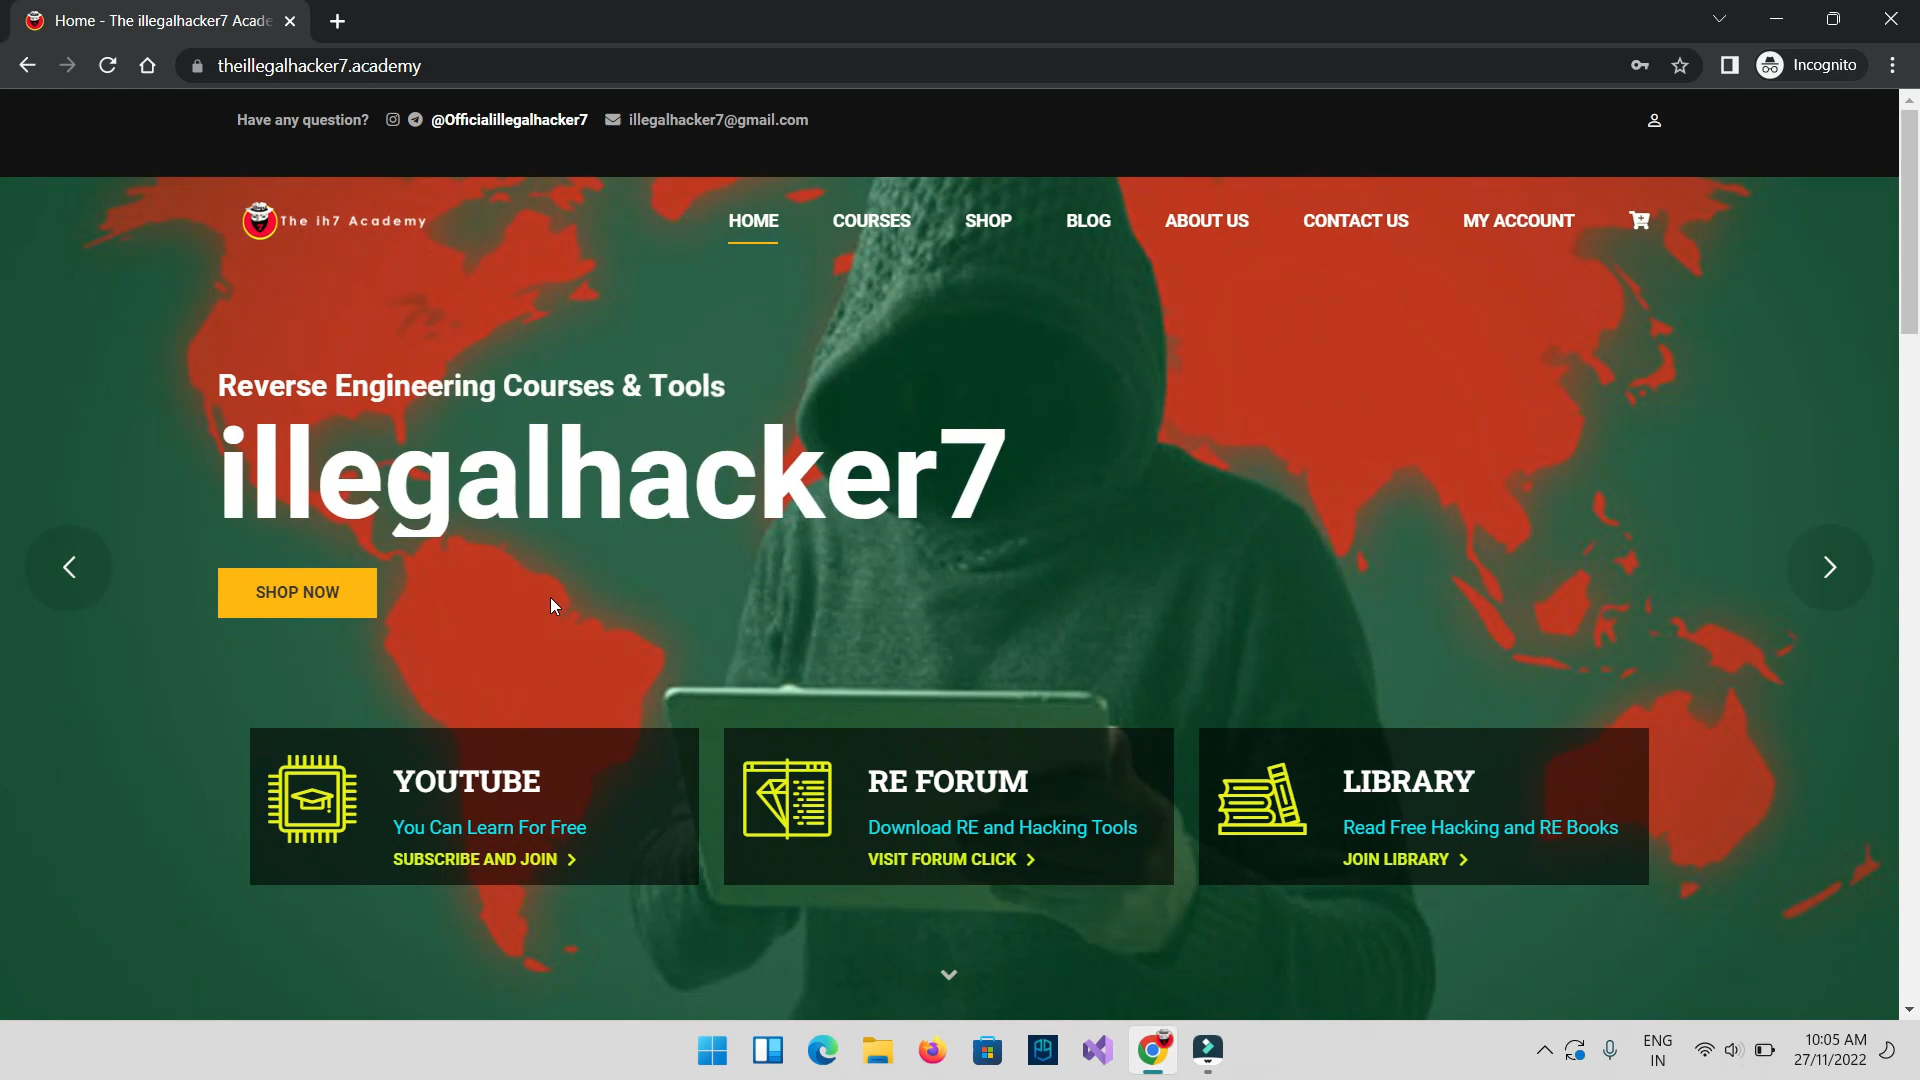 Home - The illegalhacker7 Acade
theillegalhacker7.academy
Incognito
Have any question? @Officialillegalhacker7 illegalhacker7@gmail.com
The ih7 Academy
HOME COURSES SHOP BLOG ABOUT US CONTACT US MY ACCOUNT
Reverse Engineering Courses & Tools
illegalhacker7
SHOP NOW
YOUTUBE
You Can Learn For Free
SUBSCRIBE AND JOIN
RE FORUM
Download RE and Hacking Tools
VISIT FORUM CLICK
LIBRARY
Read Free Hacking and RE Books
JOIN LIBRARY
ENG
IN
10:05 AM
27/11/2022